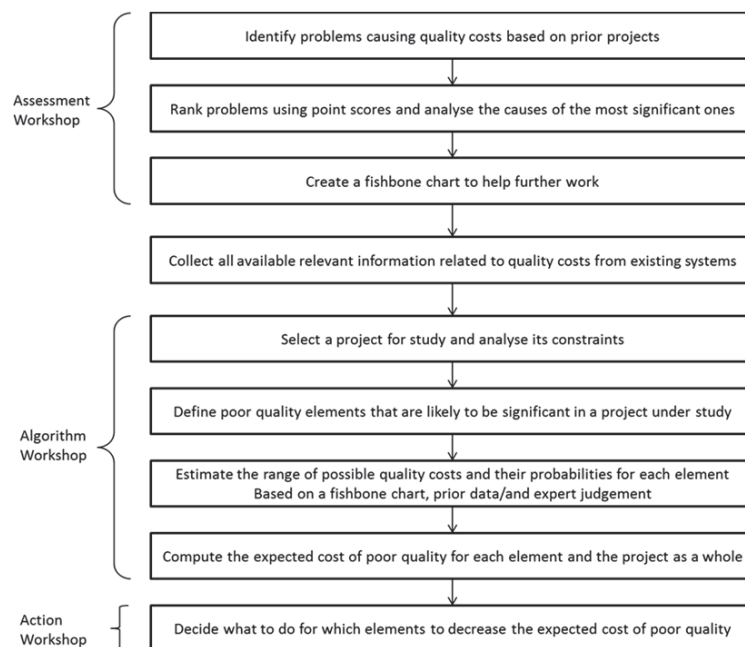 Identify problems causing quality costs based on prior projects
Assessment
Workshop
Rank problems using point scores and analyse the causes of the most significant ones
Create a fishbone chart to help further work
Collect all available relevant information related to quality costs from existing systems
Select a project for study and analyse its constraints
Define poor quality elements that are likely to be significant in a project under study
Algorithm
Workshop
Estimate the range of possible quality costs and their probabilities for each element
Based on a fishbone chart, prior data/and expert judgement
Compute the expected cost of poor quality for each element and the project as a whole
Action
Workshop
Decide what to do for which elements to decrease the expected cost of poor quality